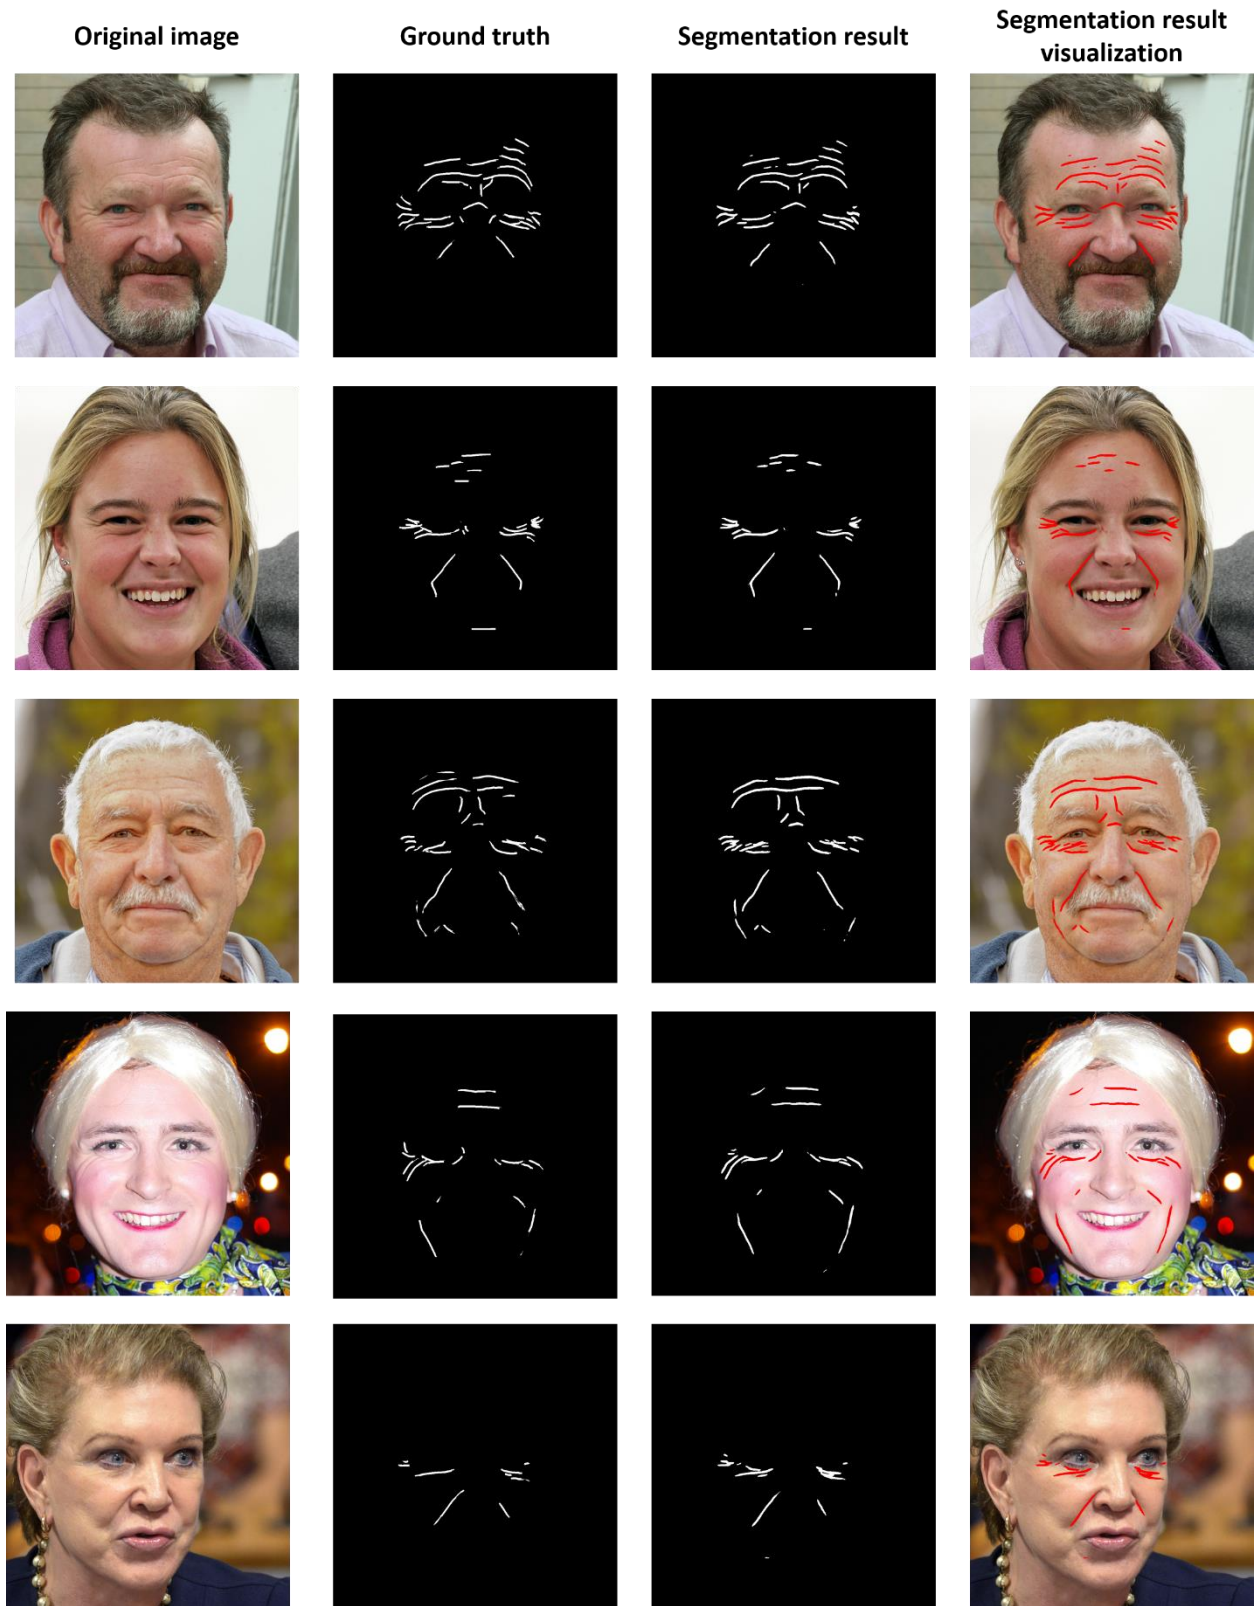 Original image
Ground truth
Segmentation result
Segmentation result
visualization